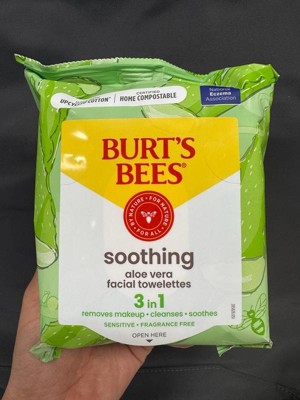 UPCYCLED COTTON*
CERTIFIED
HOME COMPOSTABLE
National
Eczema
Association
BURT'S
BEES®
BY NATURE • FOR NATURE • FOR ALL •
soothing
aloe vera
facial towelettes
3 in 1
removes makeup • cleanses • soothes
SENSITIVE • FRAGRANCE FREE
OPEN HERE